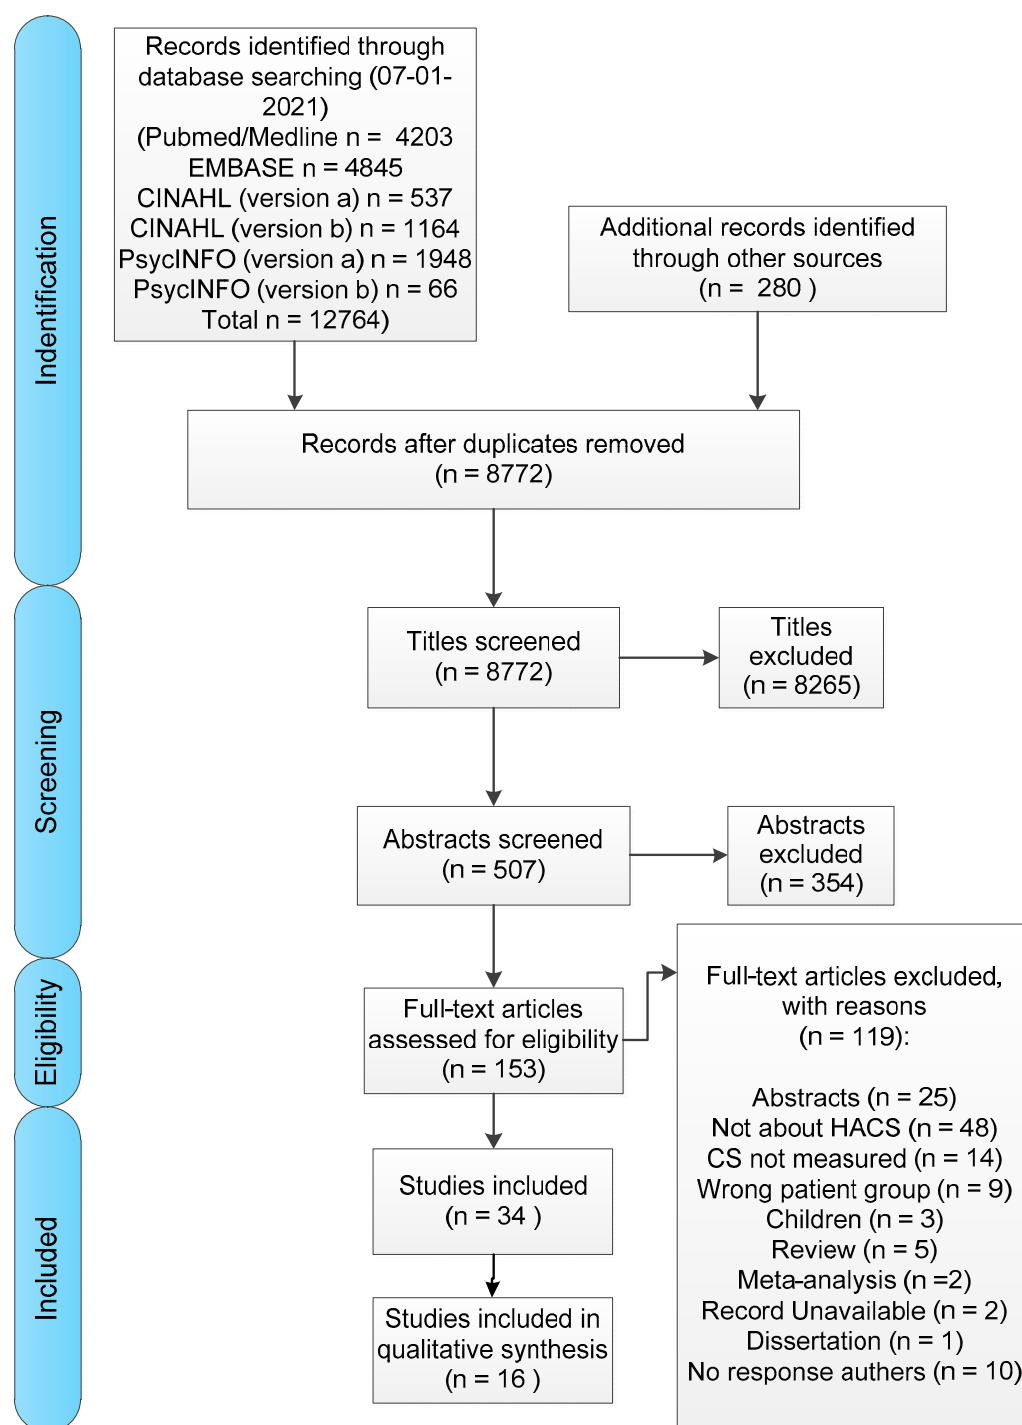 Indentification
Records identified through
database searching (07-01-
2021)
(Pubmed/Medline n =  4203
EMBASE n = 4845
CINAHL (version a) n = 537
CINAHL (version b) n = 1164
PsycINFO (version a) n = 1948
PsycINFO (version b) n = 66
Total n = 12764)
Additional records identified
through other sources
(n =  280 )
Records after duplicates removed
(n = 8772)
Screening
Titles screened
(n = 8772)
Titles
excluded
(n = 8265)
Abstracts screened
(n = 507)
Abstracts
excluded
(n = 354)
Eligibility
Full-text articles
assessed for eligibility
(n = 153)
Full-text articles excluded,
with reasons
(n = 119):
Abstracts (n = 25)
Not about HACS (n = 48)
CS not measured (n = 14)
Wrong patient group (n = 9)
Children (n = 3)
Review (n = 5)
Meta-analysis (n =2)
Record Unavailable (n = 2)
Dissertation (n = 1)
No response authers (n = 10)
Included
Studies included
(n = 34 )
Studies included in
qualitative synthesis
(n = 16 )